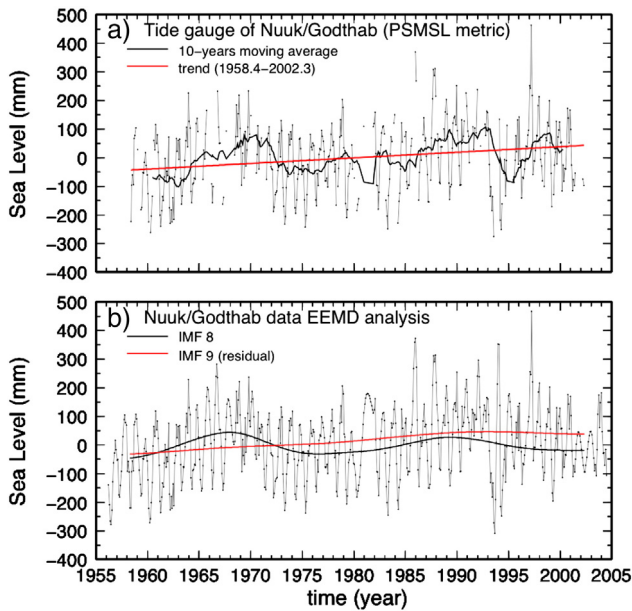 a) Tide gauge of Nuuk/Godthab (PSMSL metric)
10-years moving average
trend (1958.4-2002.3)
Sea Level (mm)
500
400
300
200
100
0
-100
-200
-300
-400
b) Nuuk/Godthab data EEMD analysis
IMF 8
IMF 9 (residual)
Sea Level (mm)
500
400
300
200
100
0
-100
-200
-300
-400
1955 1960 1965 1970 1975 1980 1985 1990 1995 2000 2005
time (year)